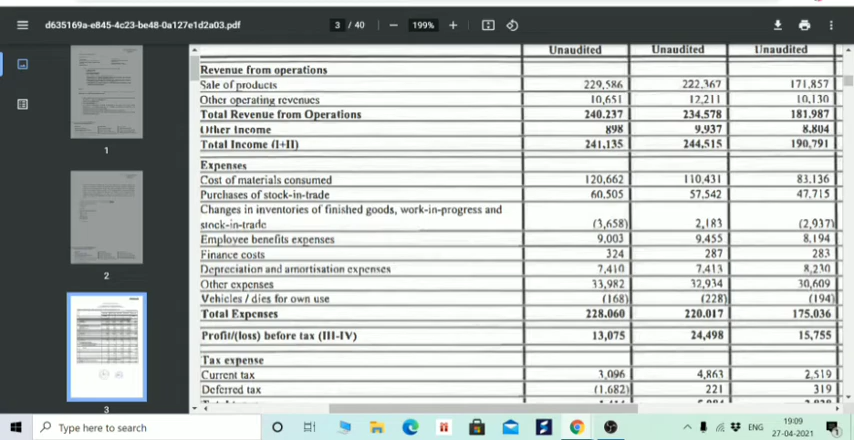 d635169a-e845-4c23-be48-0a127e1d2a03.pdf 3 / 40 — 199% +
Unaudited Unaudited Unaudited
Revenue from operations
Sale of products 229,586 222,367 171,857
Other operating revenues 10,651 12,211 10,130
Total Revenue from Operations 240,237 234,578 181,987
Other Income 898 9,937 8,804
Total Income (I+II) 241,135 244,515 190,791
Expenses
Cost of materials consumed 120,662 110,431 83,136
Purchases of stock-in-trade 60,505 57,542 47,715
Changes in inventories of finished goods, work-in-progress and
stock-in-trade (3,658) 2,183 (2,937)
Employee benefits expenses 9,003 9,455 8,194
Finance costs 324 287 283
Depreciation and amortisation expenses 7,410 7,413 8,230
Other expenses 33,982 32,934 30,609
Vehicles / dies for own use (168) (228) (194)
Total Expenses 228,060 220,017 175,036
Profit/(loss) before tax (III-IV) 13,075 24,498 15,755
Tax expense
Current tax 3,096 4,863 2,519
Deferred tax (1,682) 221 319
1
2
3
Type here to search
ENG
19:09
27-04-2021